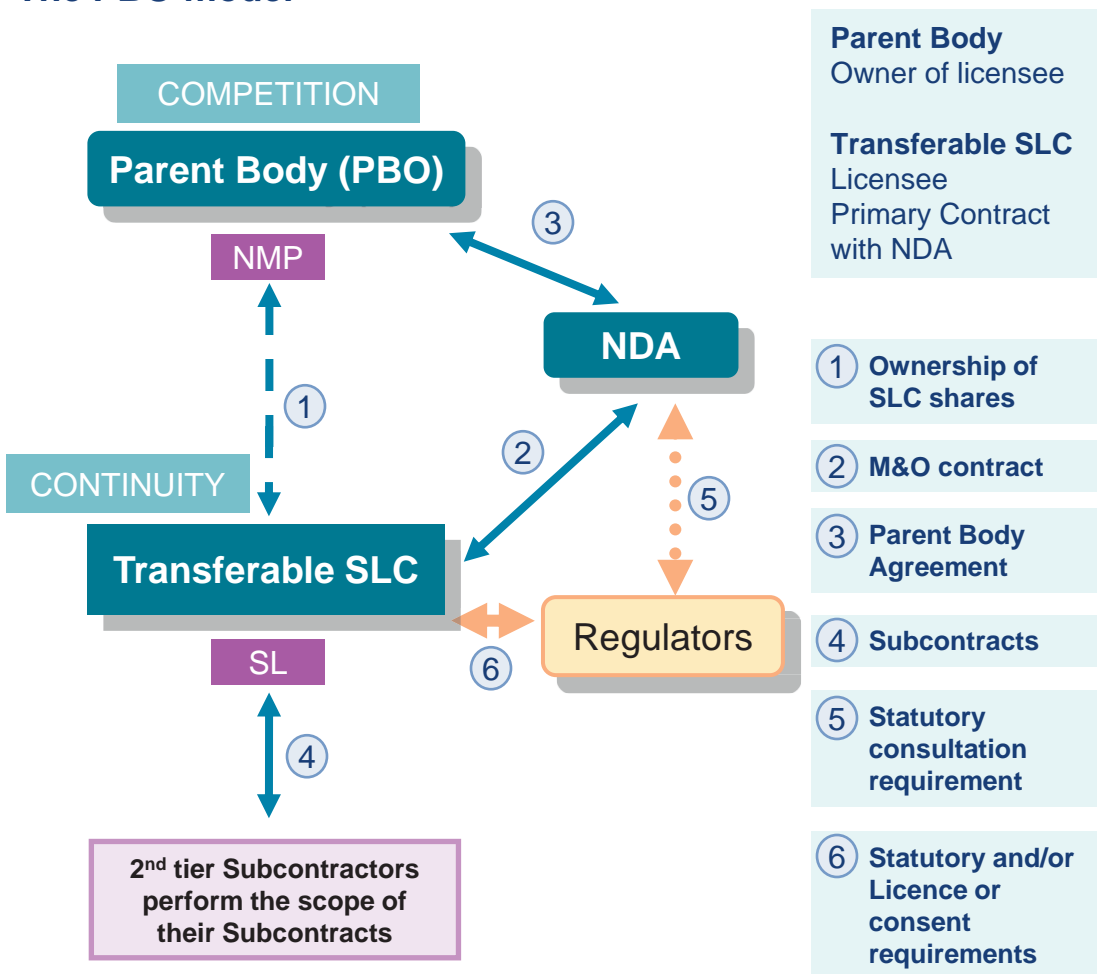 COMPETITION
Parent Body (PBO)
NMP
3
NDA
1
2
5
CONTINUITY
Transferable SLC
SL
6
Regulators
4
2nd tier Subcontractors
perform the scope of
their Subcontracts
Parent Body
Owner of licensee
Transferable SLC
Licensee
Primary Contract
with NDA
1 Ownership of
SLC shares
2 M&O contract
3 Parent Body
Agreement
4 Subcontracts
5 Statutory
consultation
requirement
6 Statutory and/or
Licence or
consent
requirements